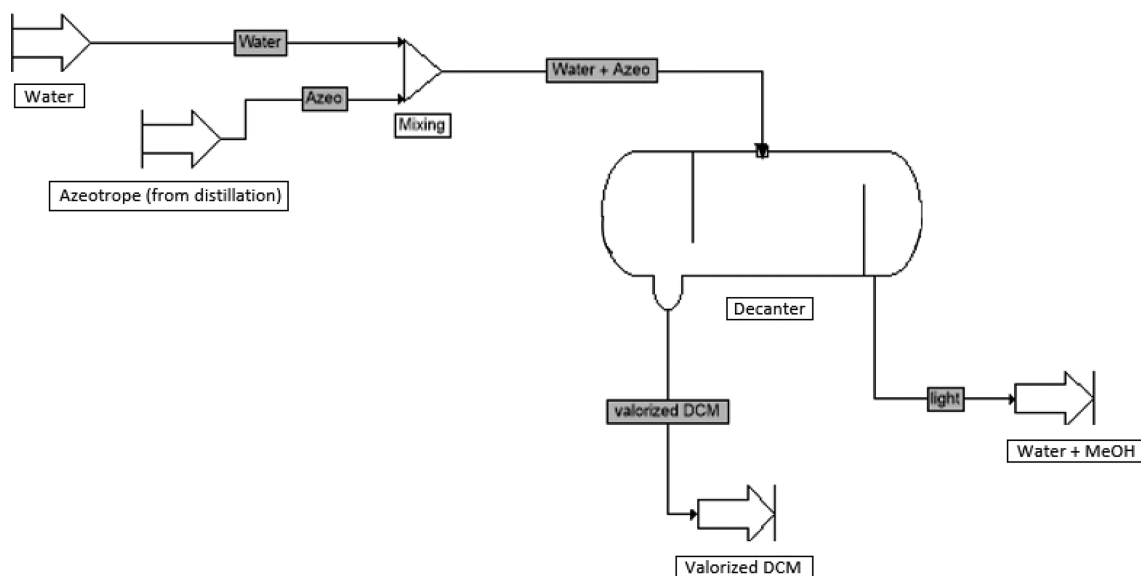 Water
Water
Azeo
Water + Azeo
Mixing
Azeotrope (from distillation)
Decanter
valorized DCM
light
Water + MeOH
Valorized DCM